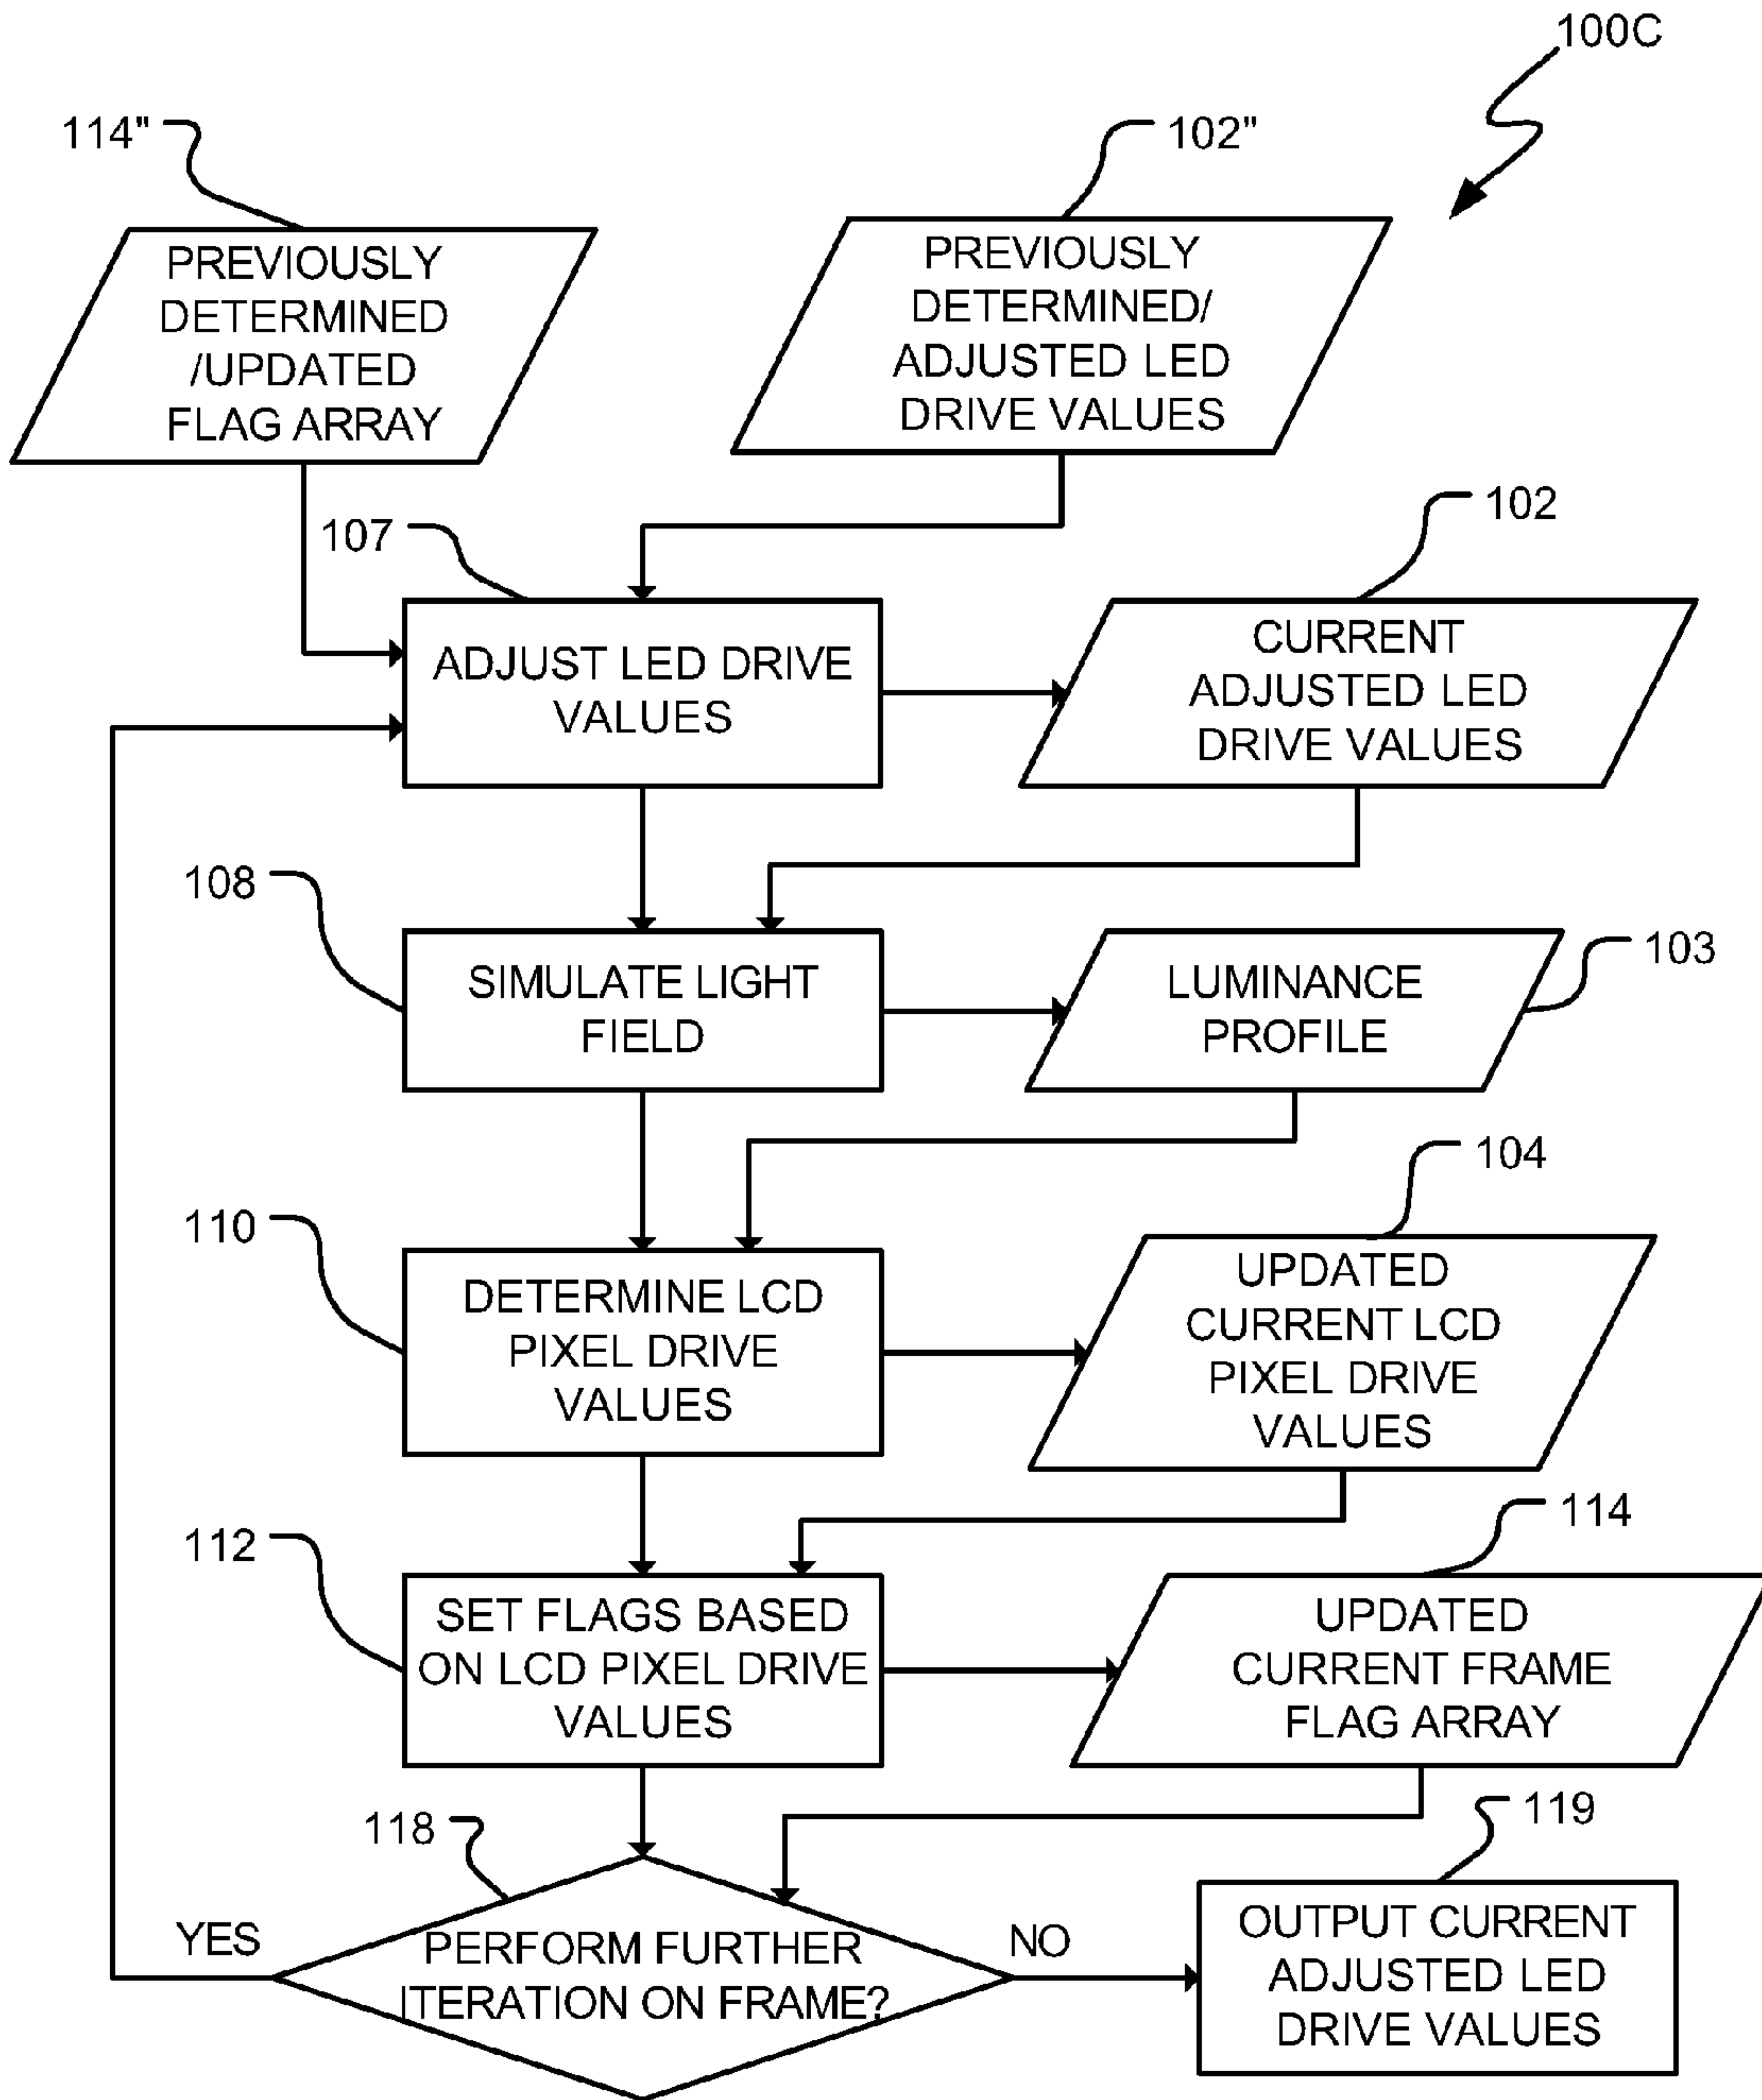 100C
114"
102"
PREVIOUSLY
DETERMINED
/UPDATED
FLAG ARRAY
PREVIOUSLY
DETERMINED/
ADJUSTED LED
DRIVE VALUES
107
102
ADJUST LED DRIVE
VALUES
CURRENT
ADJUSTED LED
DRIVE VALUES
108
SIMULATE LIGHT
FIELD
LUMINANCE
PROFILE
103
104
110
DETERMINE LCD
PIXEL DRIVE
VALUES
UPDATED
CURRENT LCD
PIXEL DRIVE
VALUES
112
114
SET FLAGS BASED
ON LCD PIXEL DRIVE
VALUES
UPDATED
CURRENT FRAME
FLAG ARRAY
118
119
YES
PERFORM FURTHER
ITERATION ON FRAME?
NO
OUTPUT CURRENT
ADJUSTED LED
DRIVE VALUES